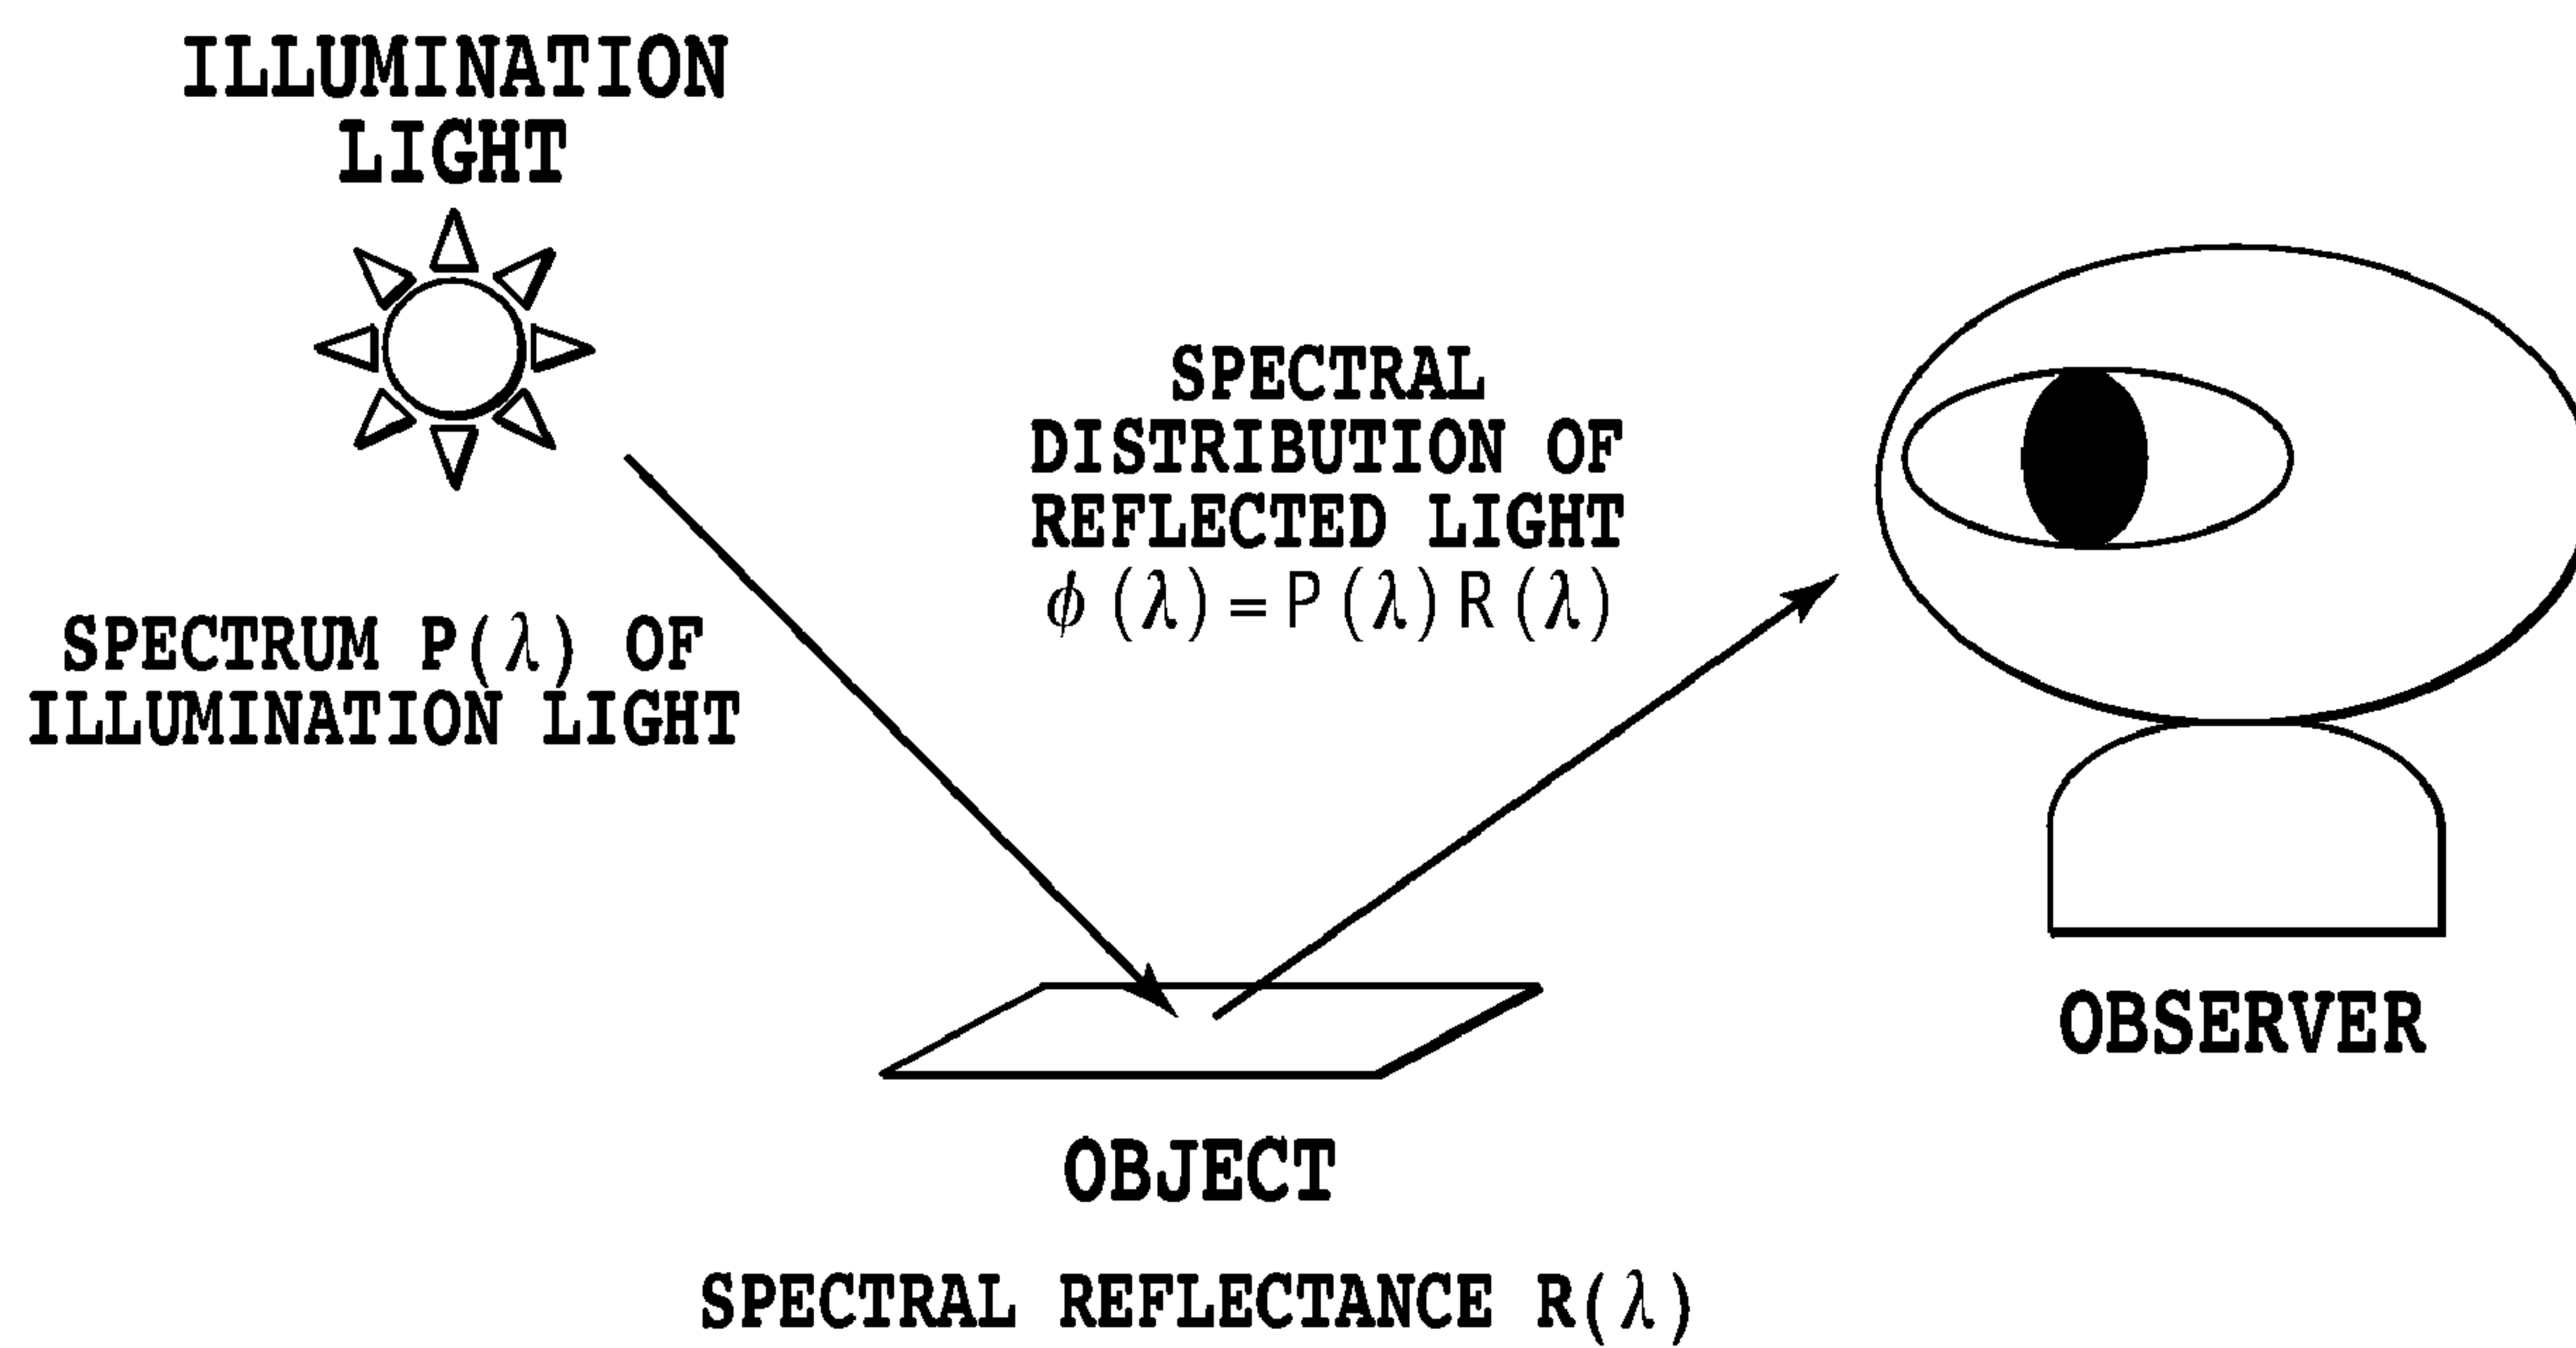 ILLUMINATION
LIGHT
SPECTRUM P(λ) OF
ILLUMINATION LIGHT
SPECTRAL
DISTRIBUTION OF
REFLECTED LIGHT
ϕ (λ) = P (λ) R (λ)
OBSERVER
OBJECT
SPECTRAL REFLECTANCE R(λ)